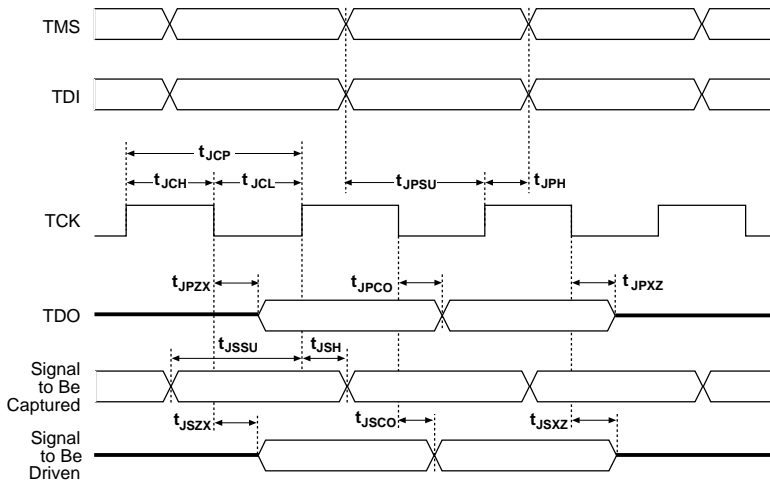 TMS
TDI
tJCP
tJCH
tJCL
tJPSU
tJPH
TCK
tJPZX
tJPCO
tJPXZ
TDO
tJSSU
tJSH
Signal
to Be
Captured
tJSZX
tJSCO
tJSXZ
Signal
to Be
Driven